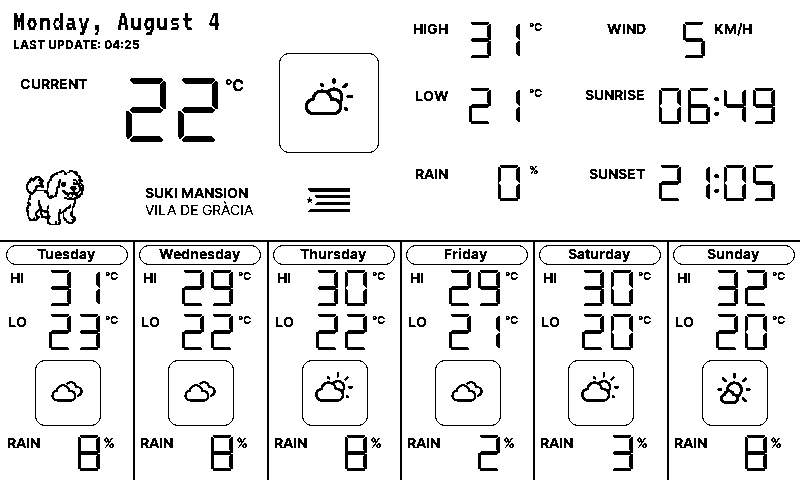 Monday, August 4
LAST UPDATE: 04:25
CURRENT 22 °C
HIGH 31 °C
WIND 5 KM/H
LOW 21 °C
SUNRISE 06:49
RAIN 0 %
SUNSET 21:05
SUKI MANSION
VILA DE GRÀCIA
Tuesday
HI 31 °C
LO 23 °C
RAIN 8 %
Wednesday
HI 29 °C
LO 22 °C
RAIN 8 %
Thursday
HI 30 °C
LO 22 °C
RAIN 8 %
Friday
HI 29 °C
LO 21 °C
RAIN 2 %
Saturday
HI 30 °C
LO 20 °C
RAIN 3 %
Sunday
HI 32 °C
LO 20 °C
RAIN 8 %